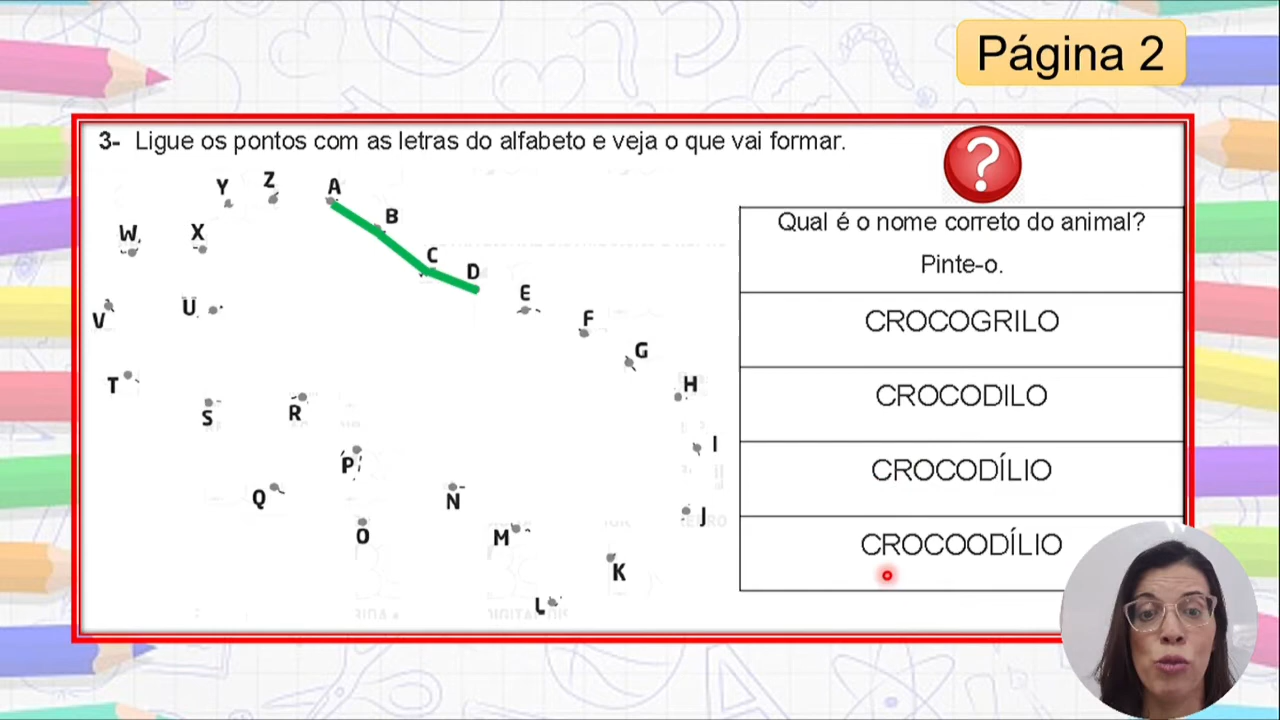 Página 2
3- Ligue os pontos com as letras do alfabeto e veja o que vai formar.
?
Y Z A
B
W X
C
D
E
U
V
F
G
T
H
S R
I
P
Q
N
J
O
M
K
L
Qual é o nome correto do animal?
Pinte-o.
CROCOGRILO
CROCODILO
CROCODÍLIO
CROCOODÍLIO